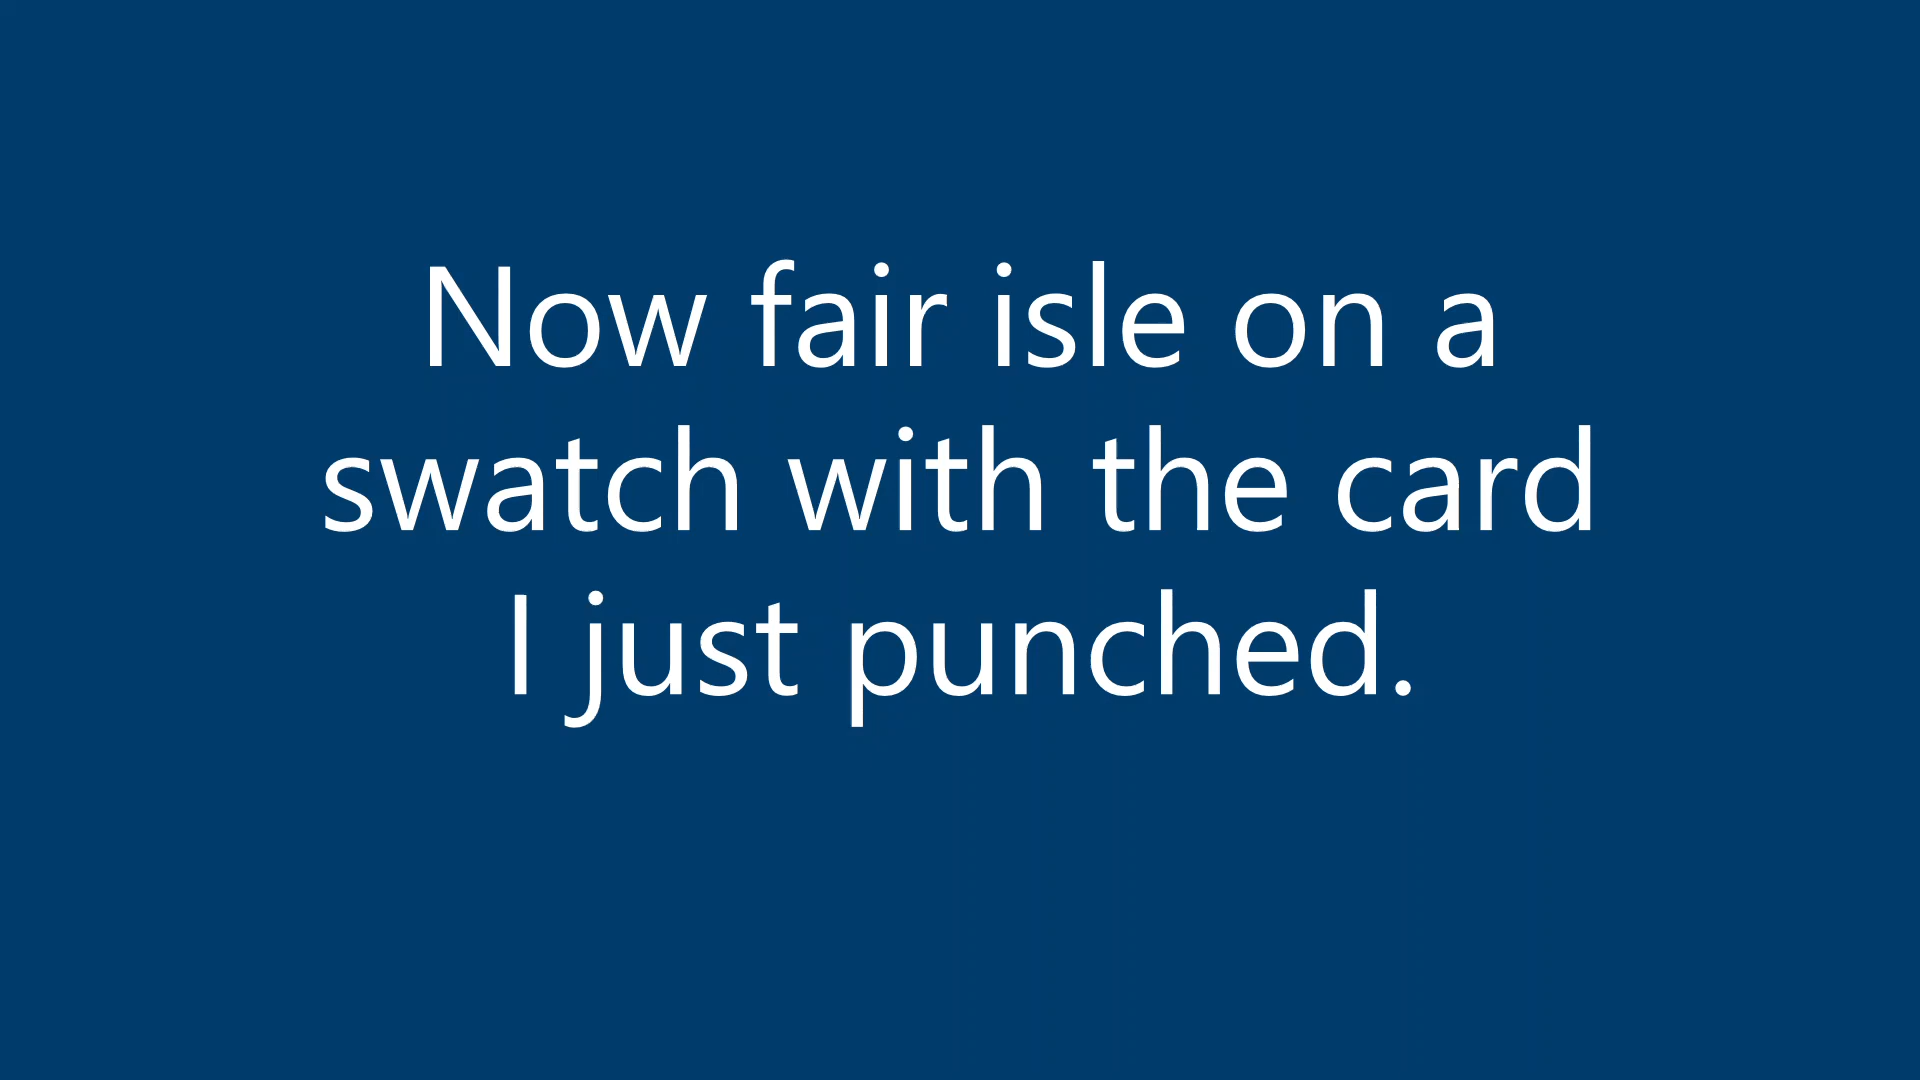 Now fair isle on a
swatch with the card
I just punched.